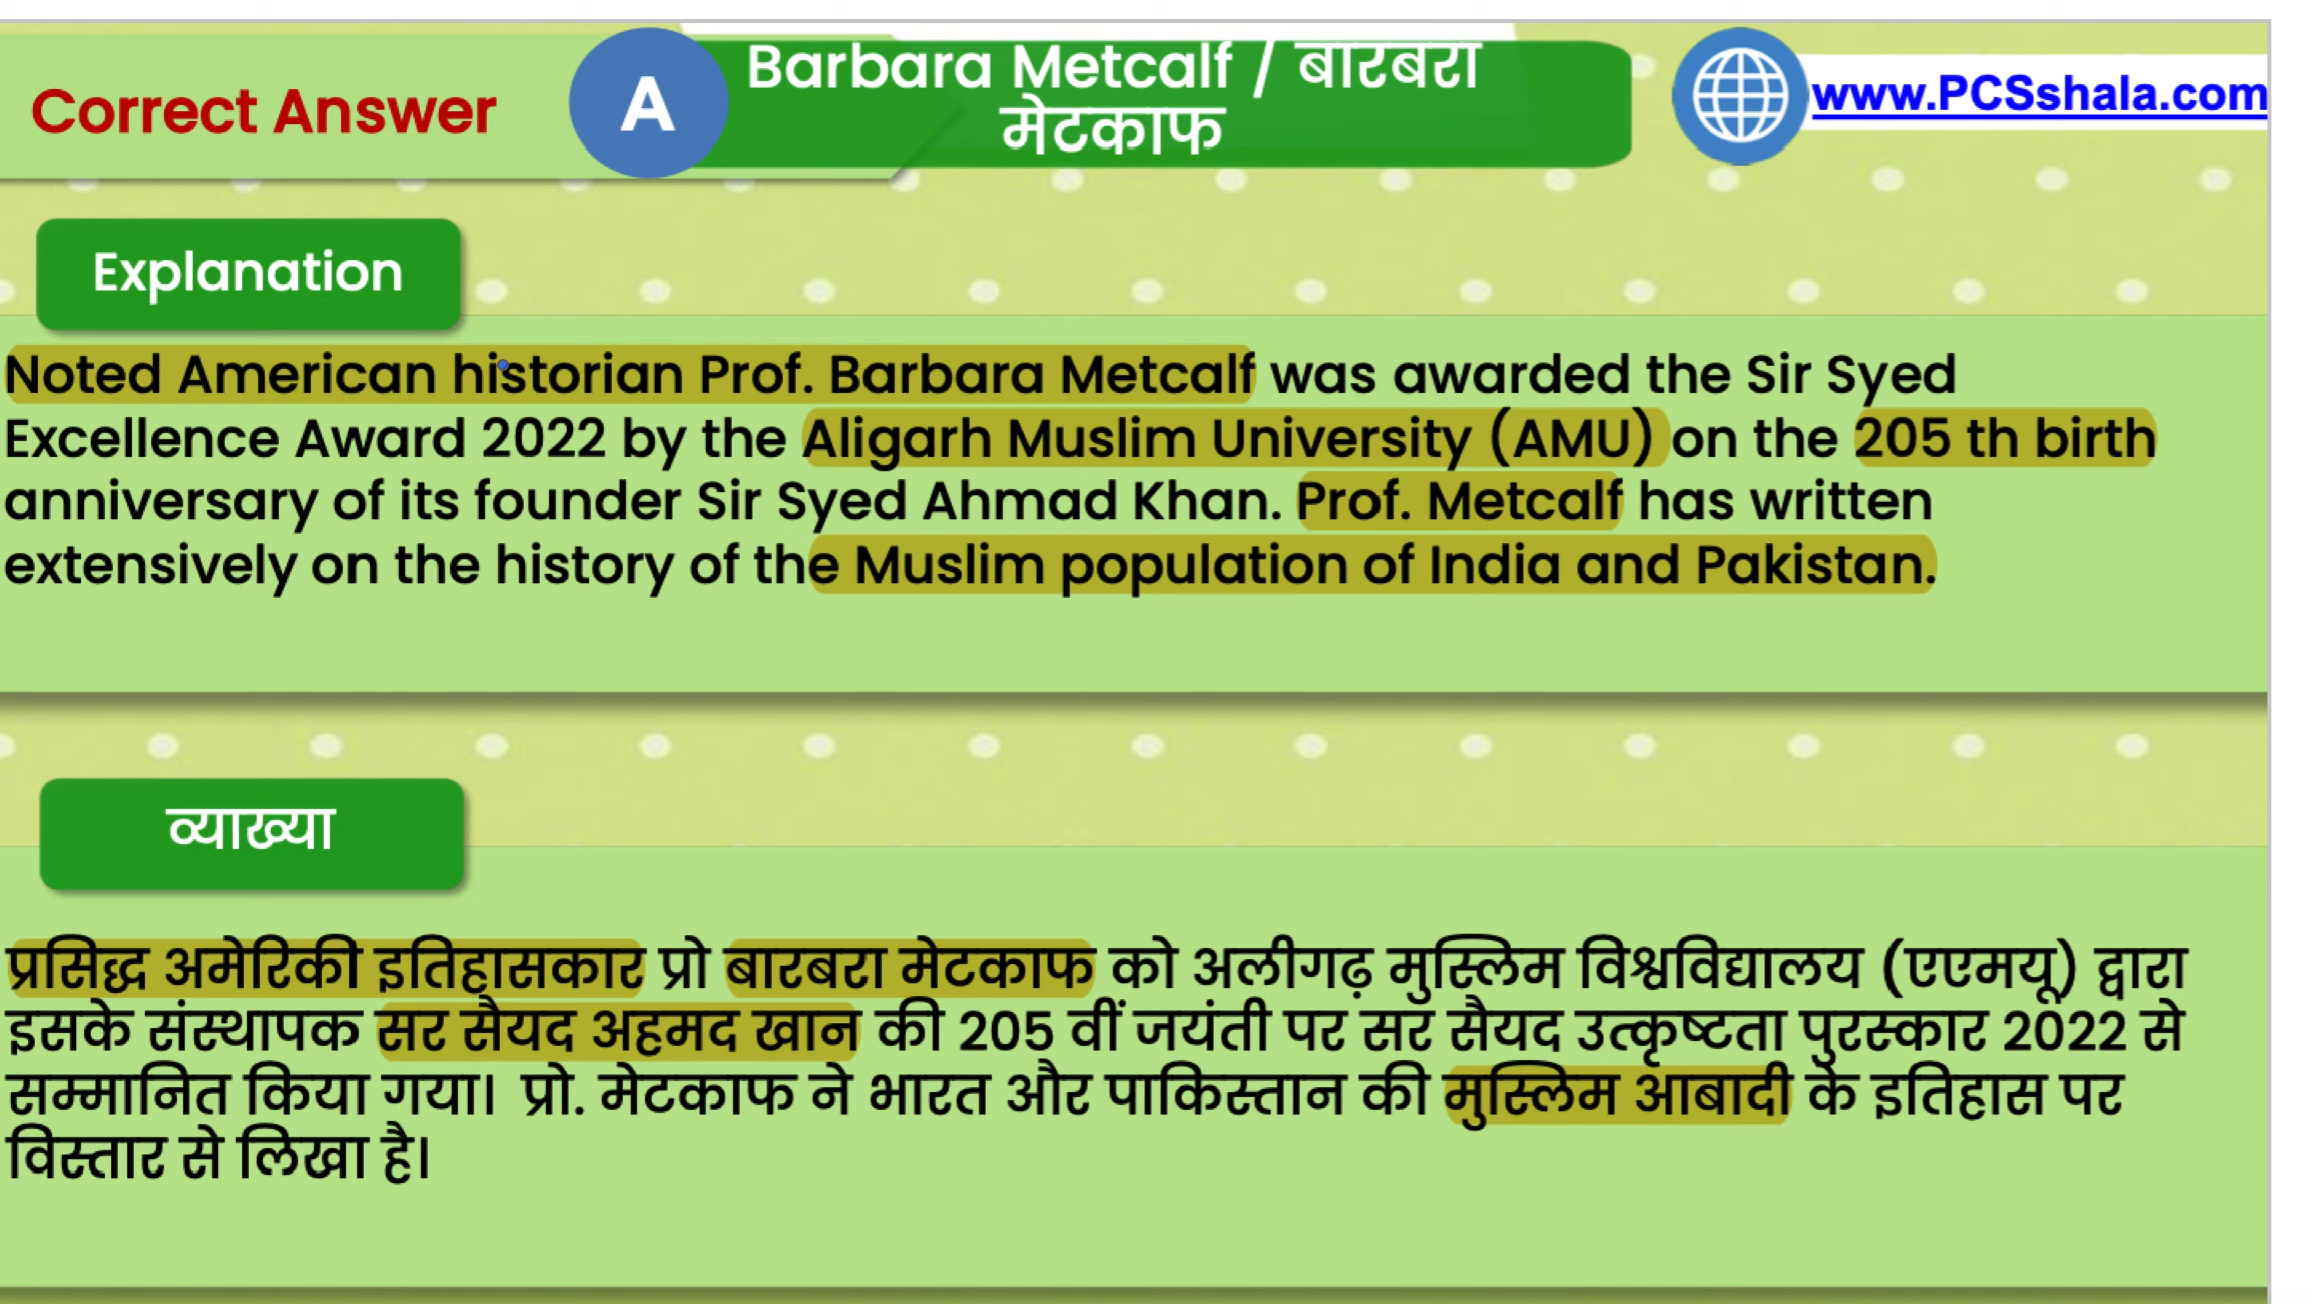 Correct Answer
A
Barbara Metcalf / बारबरा
मेटकाफ
www.PCSshala.com
Explanation
Noted American historian Prof. Barbara Metcalf was awarded the Sir Syed
Excellence Award 2022 by the Aligarh Muslim University (AMU) on the 205 th birth
anniversary of its founder Sir Syed Ahmad Khan. Prof. Metcalf has written
extensively on the history of the Muslim population of India and Pakistan.
व्याख्या
प्रसिद्ध अमेरिकी इतिहासकार प्रो बारबरा मेटकाफ को अलीगढ़ मुस्लिम विश्वविद्यालय (एएमयू) द्वारा
इसके संस्थापक सर सैयद अहमद खान की 205 वीं जयंती पर सर सैयद उत्कृष्टता पुरस्कार 2022 से
सम्मानित किया गया। प्रो. मेटकाफ ने भारत और पाकिस्तान की मुस्लिम आबादी के इतिहास पर
विस्तार से लिखा है।